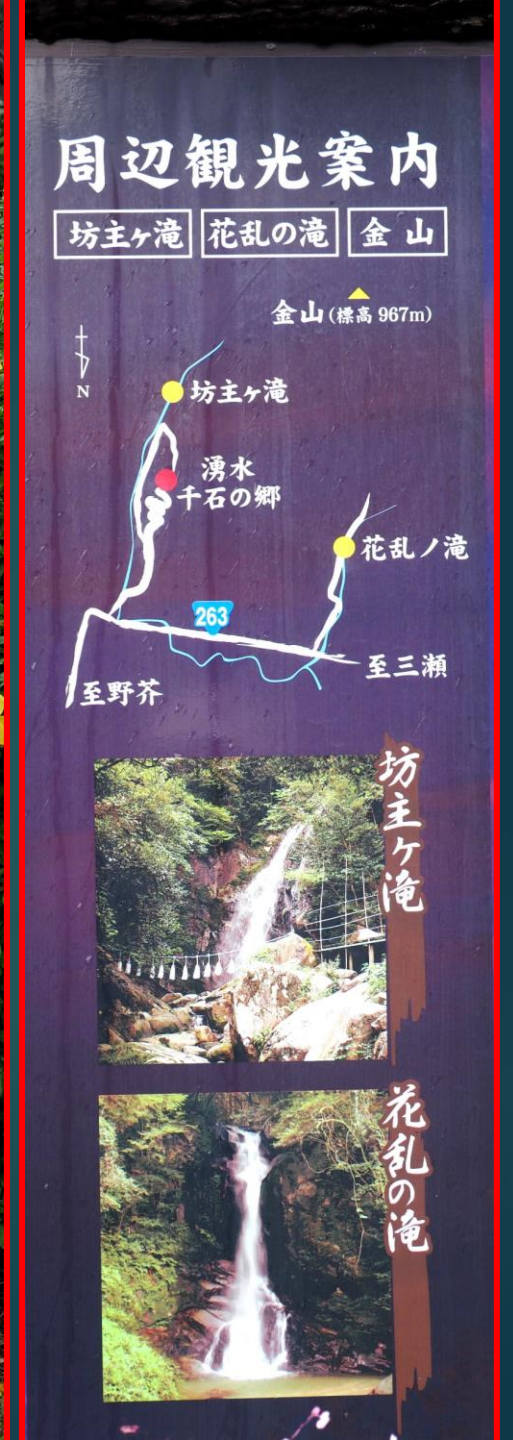 周辺観光案内
坊主ヶ滝 花乱の滝 金山
金山(標高 967m)
N
坊主ヶ滝
湧水
千石の郷
花乱ノ滝
263
至三瀬
至野芥
坊主ヶ滝
花乱の滝